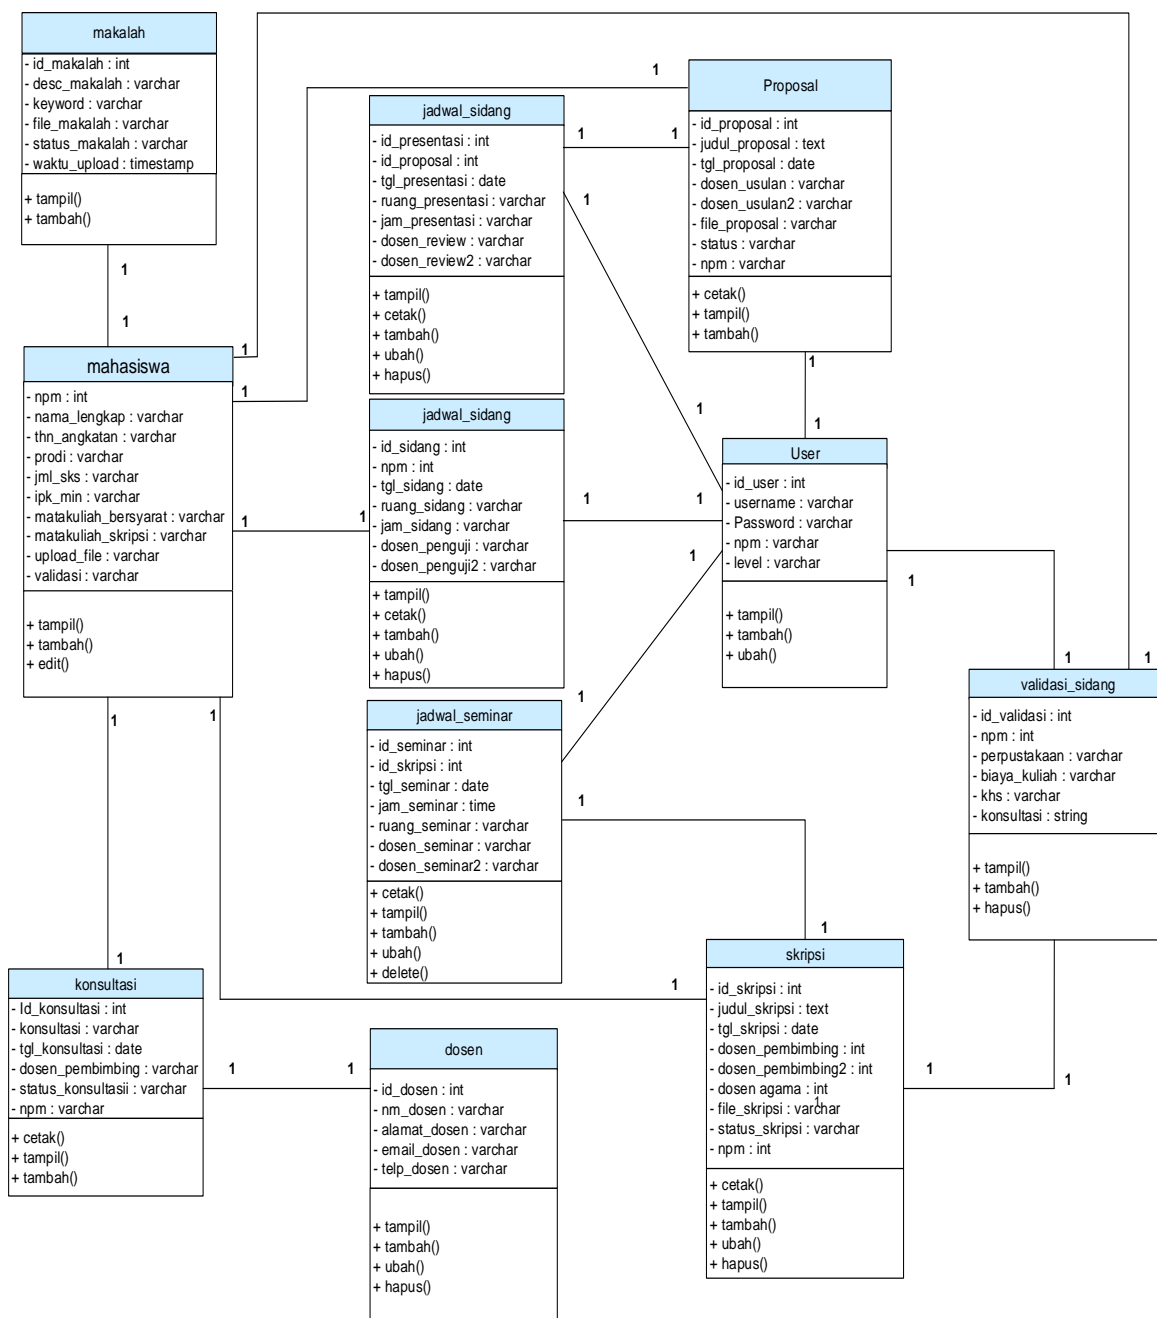 makalah
- id_makalah : int
- desc_makalah : varchar
- keyword : varchar
- file_makalah : varchar
- status_makalah : varchar
- waktu_upload : timestamp
+ tampil()
+ tambah()
1
1
jadwal_sidang
- id_presentasi : int
- id_proposal : int
- tgl_presentasi : date
- ruang_presentasi : varchar
- jam_presentasi : varchar
- dosen_review : varchar
- dosen_review2 : varchar
+ tampil()
+ cetak()
+ tambah()
+ ubah()
+ hapus()
1
1
1
1
Proposal
- id_proposal : int
- judul_proposal : text
- tgl_proposal : date
- dosen_usulan : varchar
- dosen_usulan2 : varchar
- file_proposal : varchar
- status : varchar
- npm : varchar
+ cetak()
+ tampil()
+ tambah()
1
1
mahasiswa
- npm : int
- nama_lengkap : varchar
- thn_angkatan : varchar
- prodi : varchar
- jml_sks : varchar
- ipk_min : varchar
- matakuliah_bersyarat : varchar
- matakuliah_skripsi : varchar
- upload_file : varchar
- validasi : varchar
+ tampil()
+ tambah()
+ edit()
1
1
1
1
1
1
jadwal_sidang
- id_sidang : int
- npm : int
- tgl_sidang : date
- ruang_sidang : varchar
- jam_sidang : varchar
- dosen_penguji : varchar
- dosen_penguji2 : varchar
+ tampil()
+ cetak()
+ tambah()
+ ubah()
+ hapus()
1
1
1
1
User
- id_user : int
- username : varchar
- Password : varchar
- npm : varchar
- level : varchar
+ tampil()
+ tambah()
+ ubah()
1
1
1
validasi_sidang
- id_validasi : int
- npm : int
- perpustakaan : varchar
- biaya_kuliah : varchar
- khs : varchar
- konsultasi : string
+ tampil()
+ tambah()
+ hapus()
jadwal_seminar
- id_seminar : int
- id_skripsi : int
- tgl_seminar : date
- jam_seminar : time
- ruang_seminar : varchar
- dosen_seminar : varchar
- dosen_seminar2 : varchar
+ cetak()
+ tampil()
+ tambah()
+ ubah()
+ delete()
1
1
1
1
1
konsultasi
- Id_konsultasi : int
- konsultasi : varchar
- tgl_konsultasi : date
- dosen_pembimbing : varchar
- status_konsultasii : varchar
- npm : varchar
+ cetak()
+ tampil()
+ tambah()
1
1
dosen
- id_dosen : int
- nm_dosen : varchar
- alamat_dosen : varchar
- email_dosen : varchar
- telp_dosen : varchar
+ tampil()
+ tambah()
+ ubah()
+ hapus()
skripsi
- id_skripsi : int
- judul_skripsi : text
- tgl_skripsi : date
- dosen_pembimbing : int
- dosen_pembimbing2 : int
- dosen agama : int
1
- file_skripsi : varchar
- status_skripsi : varchar
- npm : int
+ cetak()
+ tampil()
+ tambah()
+ ubah()
+ hapus()
1
1